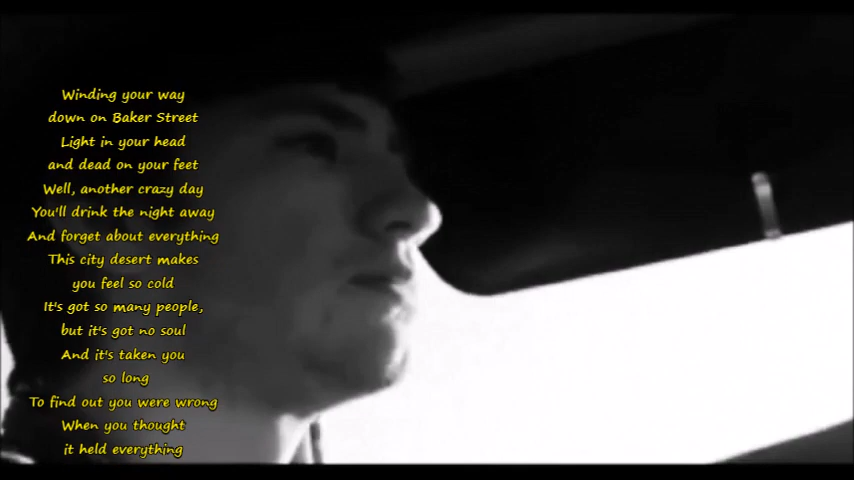 Winding your way
down on Baker Street
Light in your head
and dead on your feet
Well, another crazy day
You'll drink the night away
And forget about everything
This city desert makes
you feel so cold
It's got so many people,
but it's got no soul
And it's taken you
so long
To find out you were wrong
When you thought
it held everything